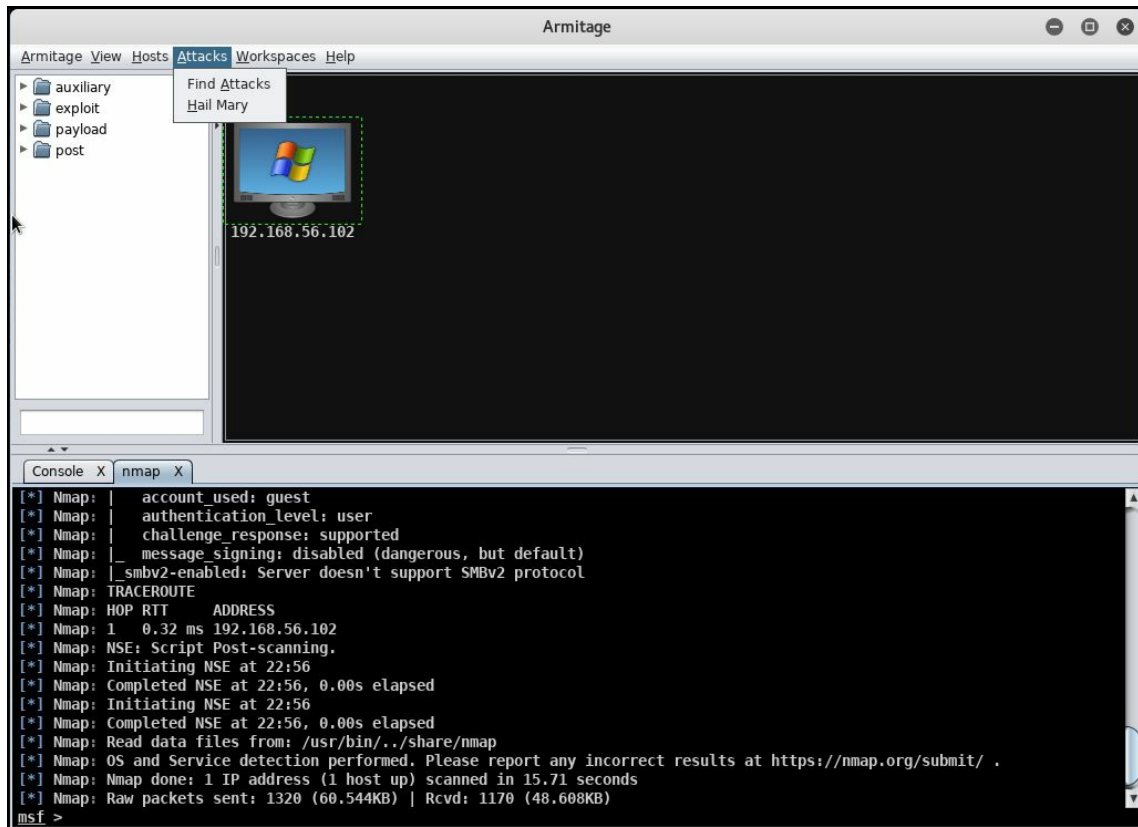 Armitage
Armitage View Hosts Attacks Workspaces Help
Find Attacks
Hail Mary
auxiliary
exploit
payload
post
192.168.56.102
Console X nmap X
[*] Nmap: |   account_used: guest
[*] Nmap: |   authentication_level: user
[*] Nmap: |   challenge_response: supported
[*] Nmap: |_  message_signing: disabled (dangerous, but default)
[*] Nmap: |_smbv2-enabled: Server doesn't support SMBv2 protocol
[*] Nmap: TRACEROUTE
[*] Nmap: HOP RTT     ADDRESS
[*] Nmap: 1   0.32 ms 192.168.56.102
[*] Nmap: NSE: Script Post-scanning.
[*] Nmap: Initiating NSE at 22:56
[*] Nmap: Completed NSE at 22:56, 0.00s elapsed
[*] Nmap: Initiating NSE at 22:56
[*] Nmap: Completed NSE at 22:56, 0.00s elapsed
[*] Nmap: Read data files from: /usr/bin/../share/nmap
[*] Nmap: OS and Service detection performed. Please report any incorrect results at https://nmap.org/submit/ .
[*] Nmap: Nmap done: 1 IP address (1 host up) scanned in 15.71 seconds
[*] Nmap: Raw packets sent: 1320 (60.544KB) | Rcvd: 1170 (48.608KB)
msf >